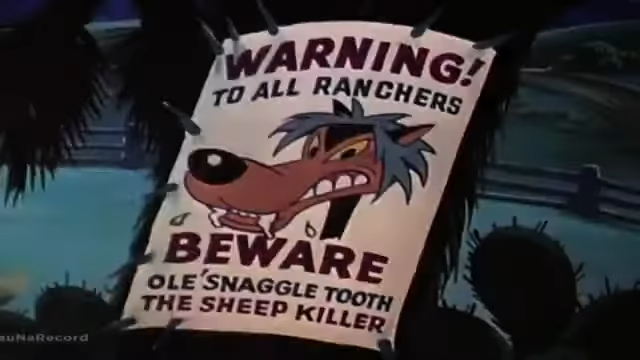 WARNING!
TO ALL RANCHERS
BEWARE
OLE' SNAGGLE TOOTH
THE SHEEP KILLER